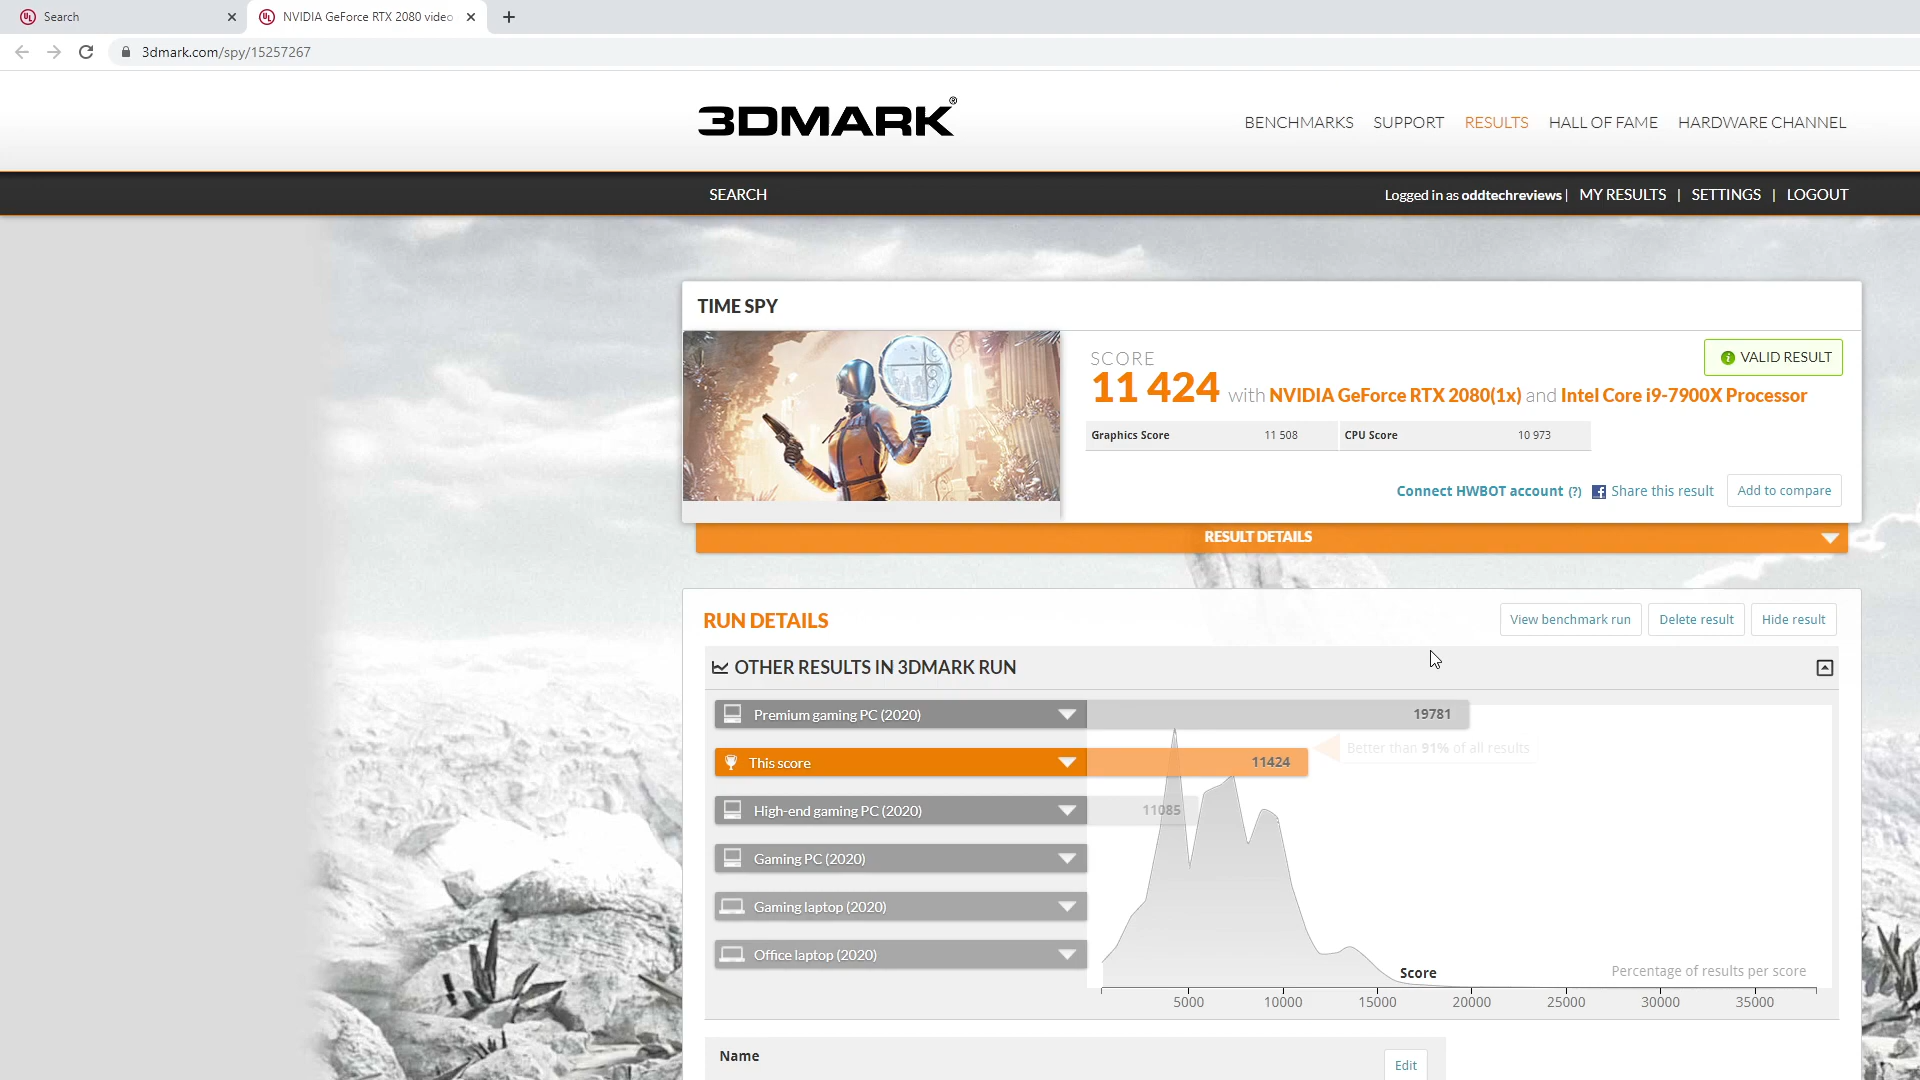 Search
NVIDIA GeForce RTX 2080 video
3dmark.com/spy/15257267
3DMARK®
BENCHMARKS SUPPORT RESULTS HALL OF FAME HARDWARE CHANNEL
SEARCH
Logged in as oddtechreviews | MY RESULTS | SETTINGS | LOGOUT
TIME SPY
VALID RESULT
SCORE
11 424 with NVIDIA GeForce RTX 2080(1x) and Intel Core i9-7900X Processor
Graphics Score 11 508 CPU Score 10 973
Connect HWBOT account (?) Share this result Add to compare
RESULT DETAILS
RUN DETAILS
View benchmark run Delete result Hide result
OTHER RESULTS IN 3DMARK RUN
Premium gaming PC (2020) 19781
Better than 91% of all results
This score 11424
High-end gaming PC (2020) 11085
Gaming PC (2020)
Gaming laptop (2020)
Office laptop (2020)
Score Percentage of results per score
5000 10000 15000 20000 25000 30000 35000
Name
Edit